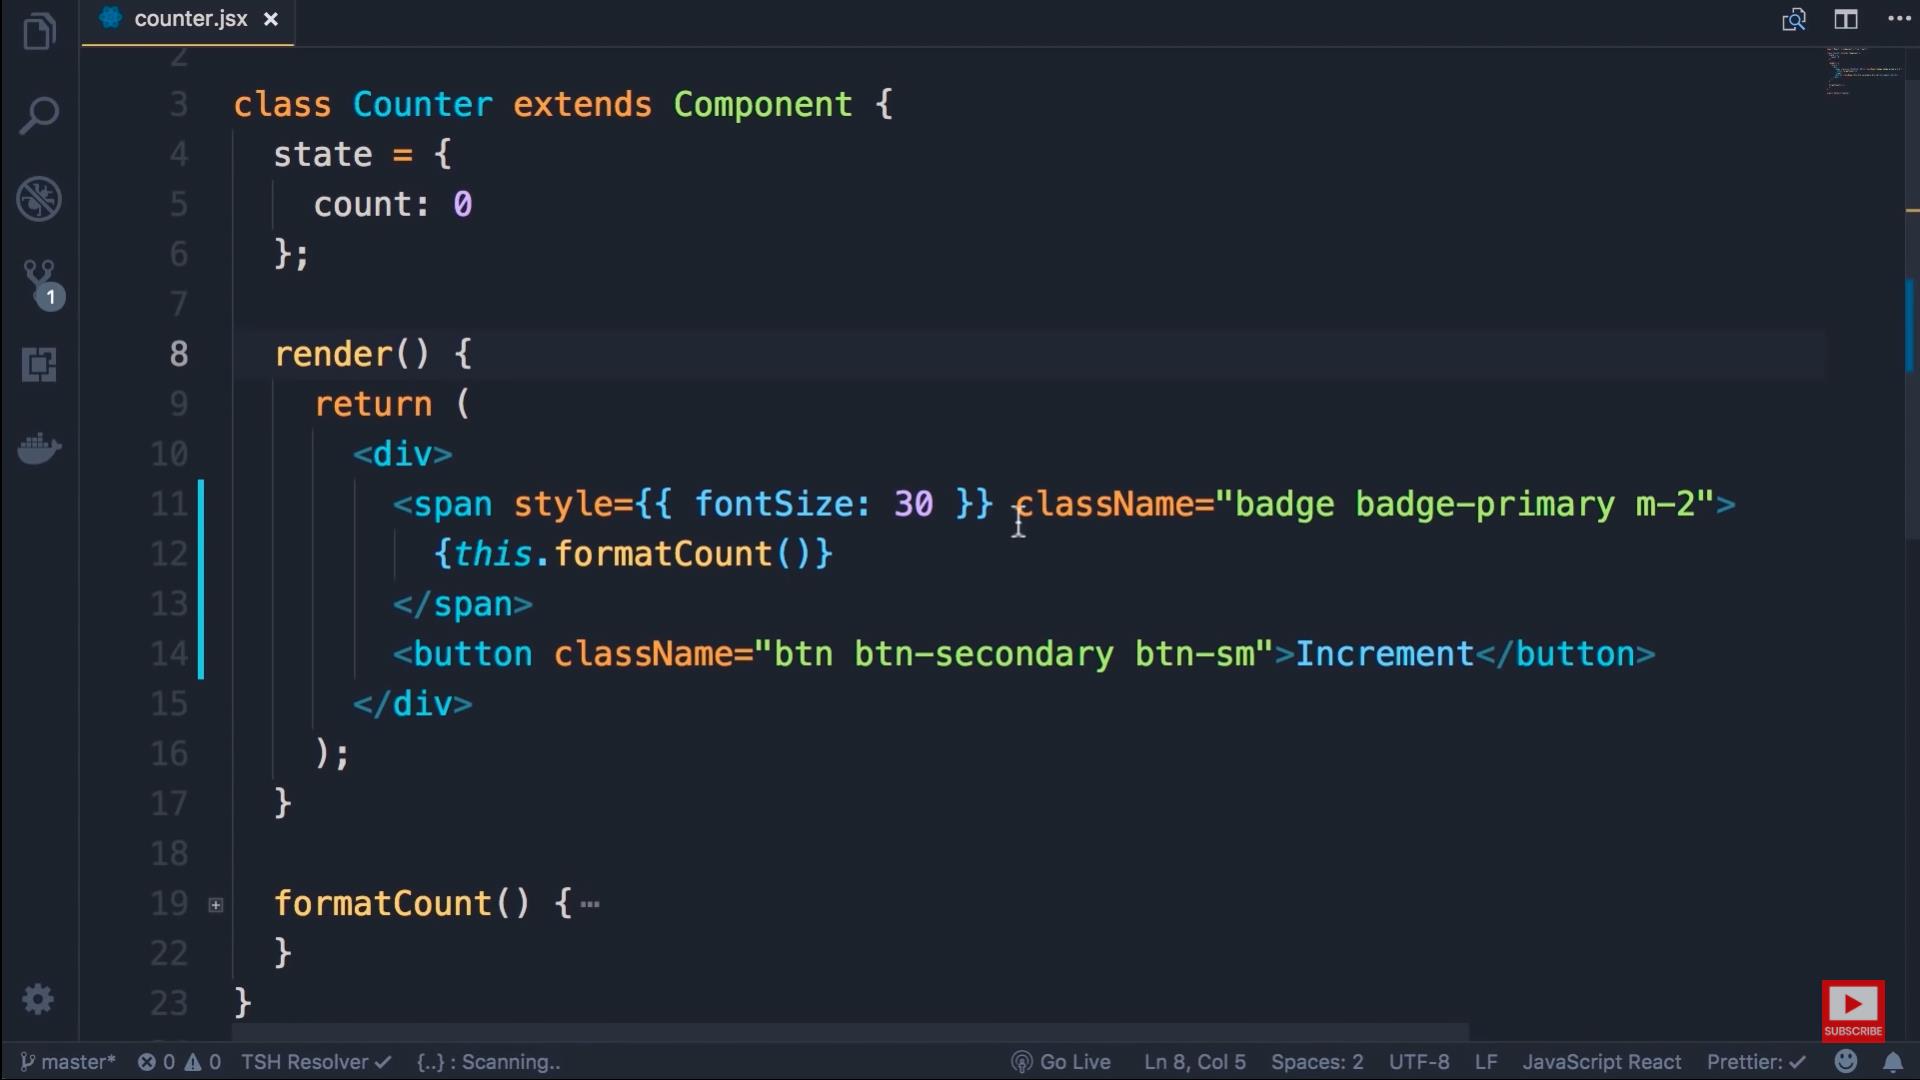 counter.jsx ×
2
3 class Counter extends Component {
4 state = {
5 count: 0
6 };
7
8 render() {
9 return (
10 <div>
11 <span style={{ fontSize: 30 }} className="badge badge-primary m-2">
12 {this.formatCount()}
13 </span>
14 <button className="btn btn-secondary btn-sm">Increment</button>
15 </div>
16 );
17 }
18
19 formatCount() {⋯
22 }
23 }
1
SUBSCRIBE
master* 0 0 TSH Resolver ✓ {..} : Scanning.. Go Live Ln 8, Col 5 Spaces: 2 UTF-8 LF JavaScript React Prettier: ✓